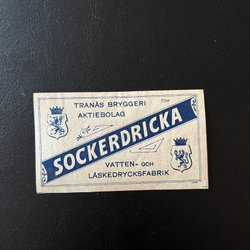 TRANÅS BRYGGERI
AKTIEBOLAG
SOCKERDRICKA
VATTEN- OCH
LÄSKEDRYCKSFABRIK